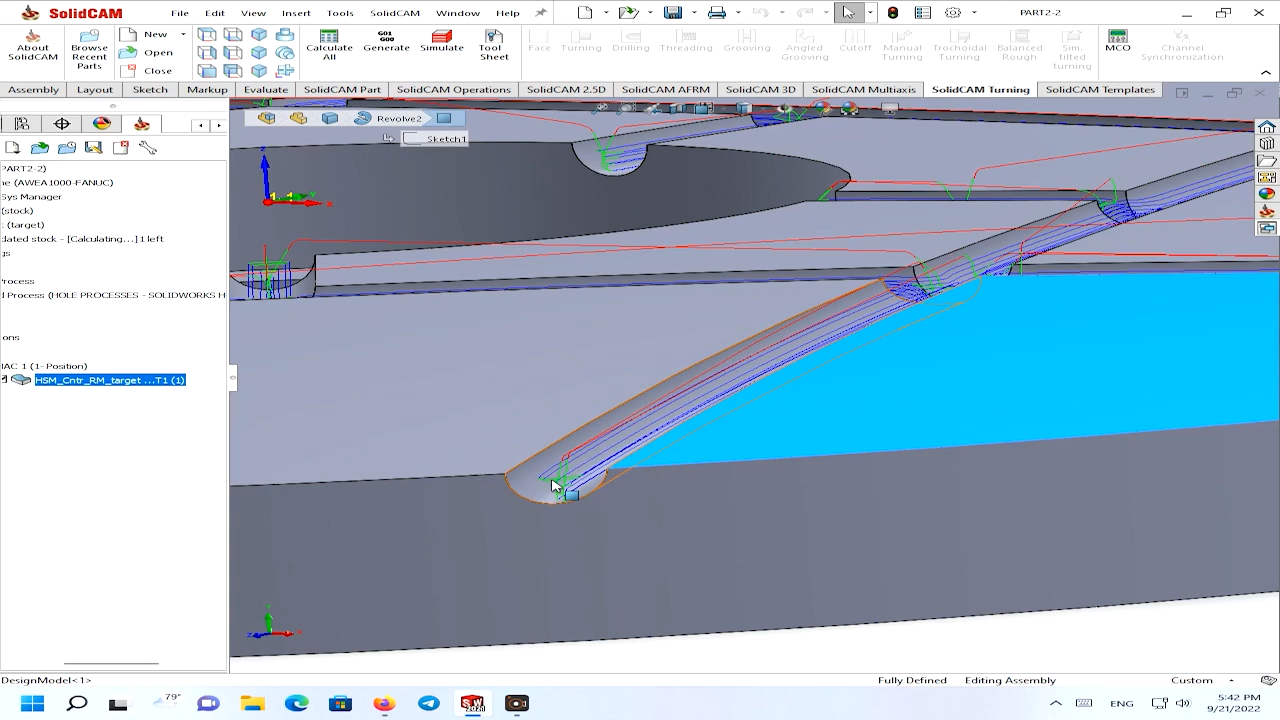 SolidCAM
File
Edit
View
Insert
Tools
SolidCAM
Window
Help
PART2-2
About SolidCAM
Browse Recent Parts
New
Open
Close
Calculate All
G01 G00
Generate
Simulate
Tool Sheet
Face
Turning
Drilling
Threading
Grooving
Angled Grooving
Cutoff
Manual Turning
Trochoidal Turning
Balanced Rough
Sim. tilted turning
MCO
Channel Synchronization
Assembly
Layout
Sketch
Markup
Evaluate
SolidCAM Part
SolidCAM Operations
SolidCAM 2.5D
SolidCAM AFRM
SolidCAM 3D
SolidCAM Multiaxis
SolidCAM Turning
SolidCAM Templates
Revolve2
Sketch1
PART2-2)
ne (AWEA1000-FANUC)
Sys Manager
(stock)
(target)
dated stock - [Calculating...]1 left
gs
rocess
l Process (HOLE PROCESSES - SOLIDWORKS H
ons
IAC 1 (1- Position)
HSM_Cntr_RM_target ...T1 (1)
DesignModel<1>
Fully Defined
Editing Assembly
Custom
79°
ENG
5:42 PM
9/21/2022